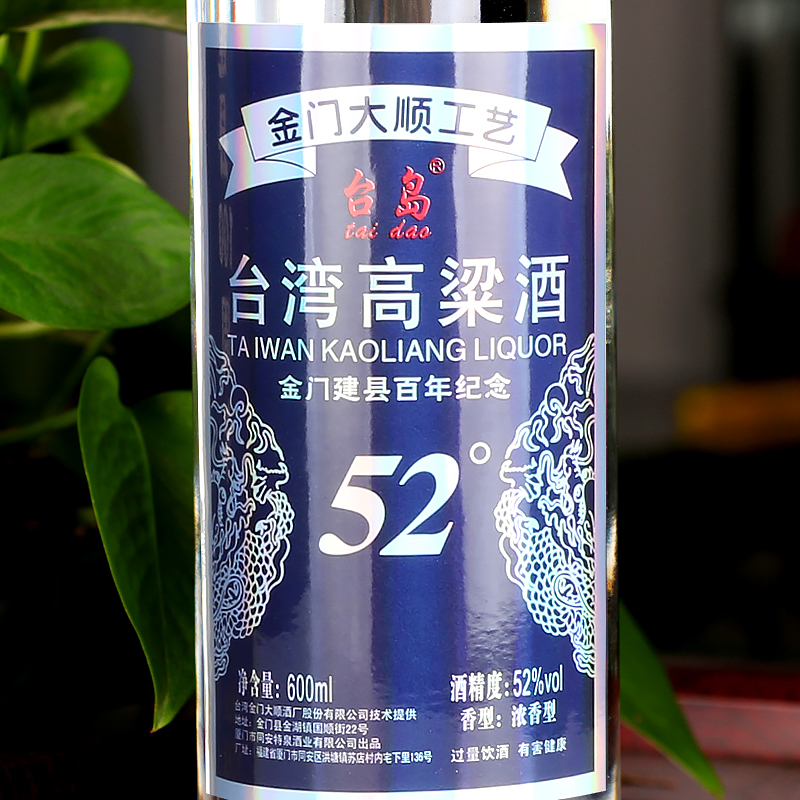 金门大顺工艺
台岛®
tai dao
台湾高粱酒
TAIWAN KAOLIANG LIQUOR
金门建县百年纪念
52°
净含量: 600ml
酒精度: 52%vol
香型: 浓香型
台湾金门大顺酒厂股份有限公司技术提供
地址: 金门县金湖镇国顺街22号
厦门市同安特泉酒业有限公司出品
厂址: 福建省厦门市同安区洪塘镇苏店村内宅下里136号
过量饮酒 有害健康